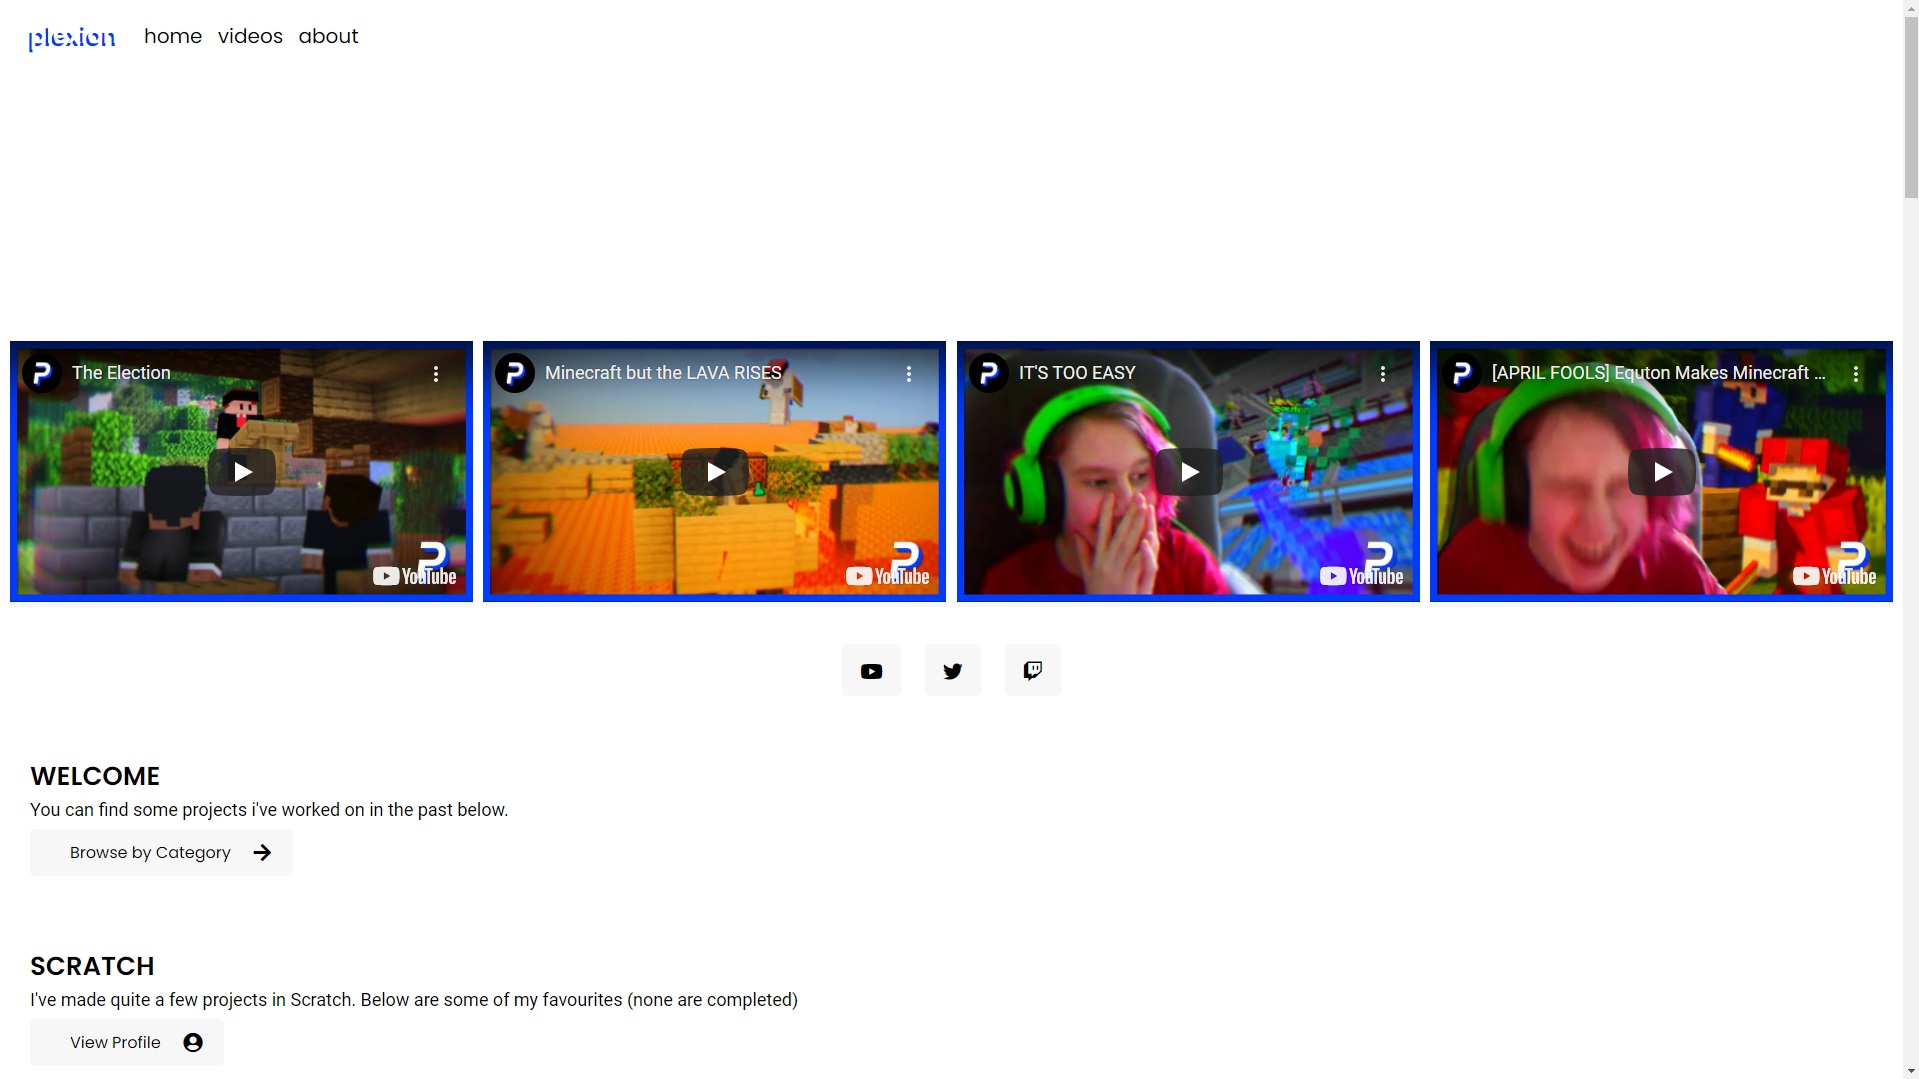 plexion home videos about
The Election
Minecraft but the LAVA RISES
IT'S TOO EASY
[APRIL FOOLS] Equton Makes Minecraft ...
YouTube
YouTube
YouTube
YouTube
WELCOME
You can find some projects i've worked on in the past below.
Browse by Category
SCRATCH
I've made quite a few projects in Scratch. Below are some of my favourites (none are completed)
View Profile